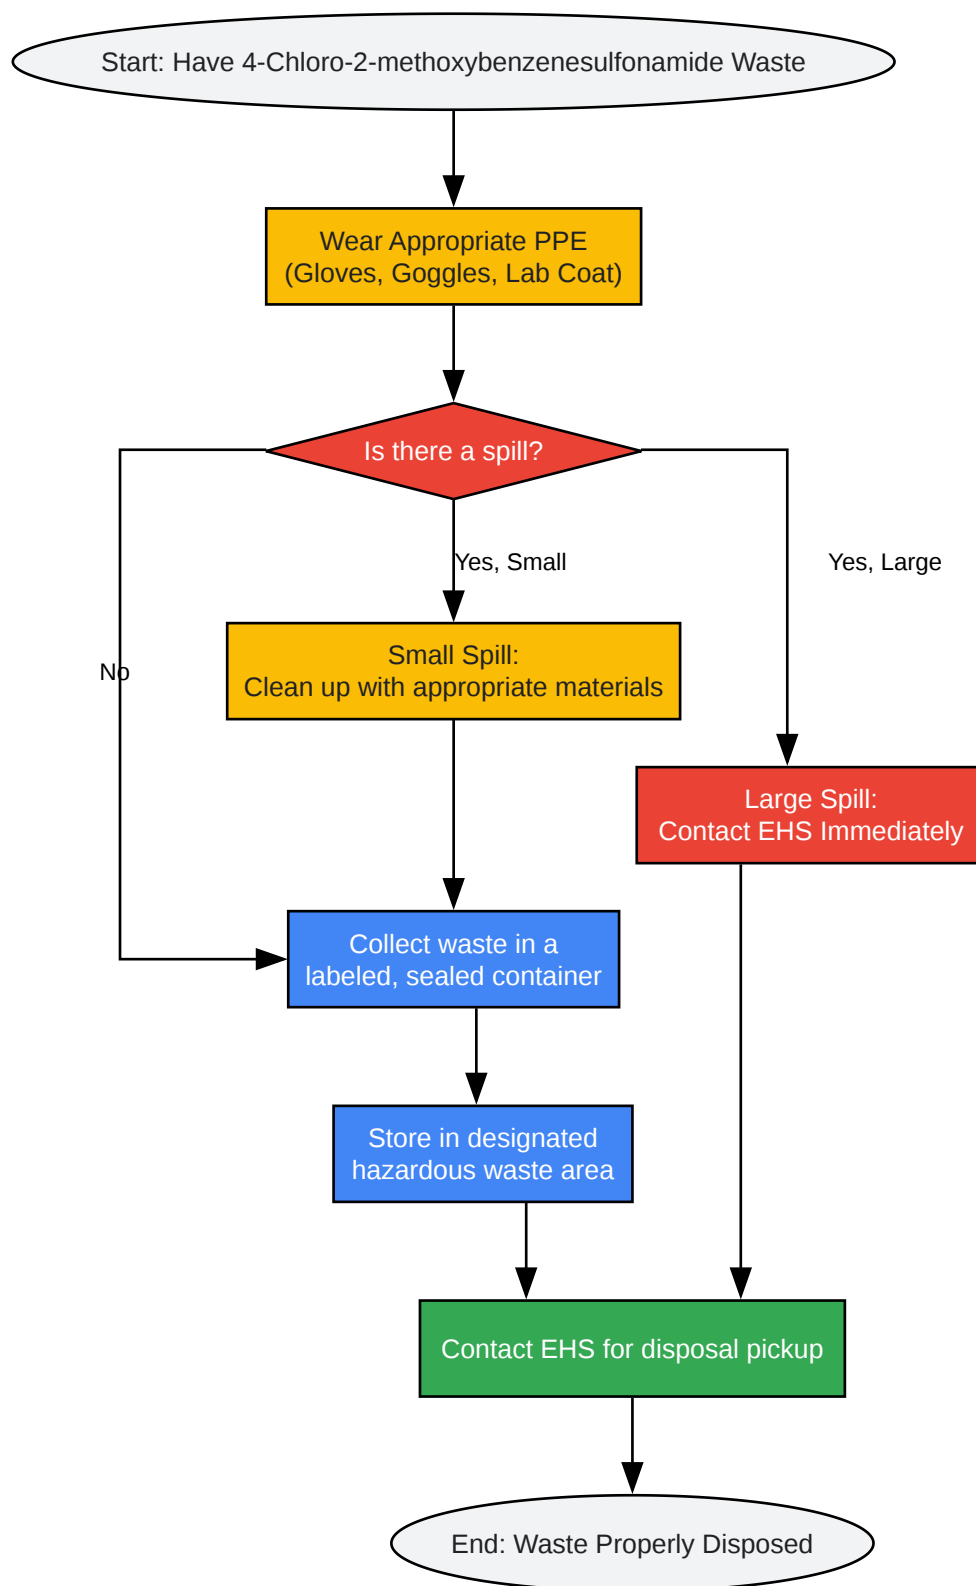 Start: Have 4-Chloro-2-methoxybenzenesulfonamide Waste
Wear Appropriate PPE
(Gloves, Goggles, Lab Coat)
Is there a spill?
Yes, Small
Yes, Large
Small Spill:
Clean up with appropriate materials
No
Large Spill:
Contact EHS Immediately
Collect waste in a
labeled, sealed container
Store in designated
hazardous waste area
Contact EHS for disposal pickup
End: Waste Properly Disposed